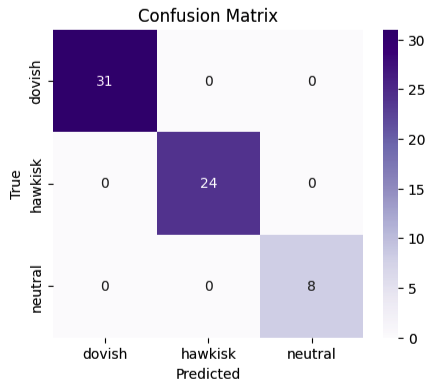 Confusion Matrix
30
25
20
15
10
5
0
True
dovish
hawkisk
neutral
31 0 0
0 24 0
0 0 8
dovish hawkisk neutral
Predicted